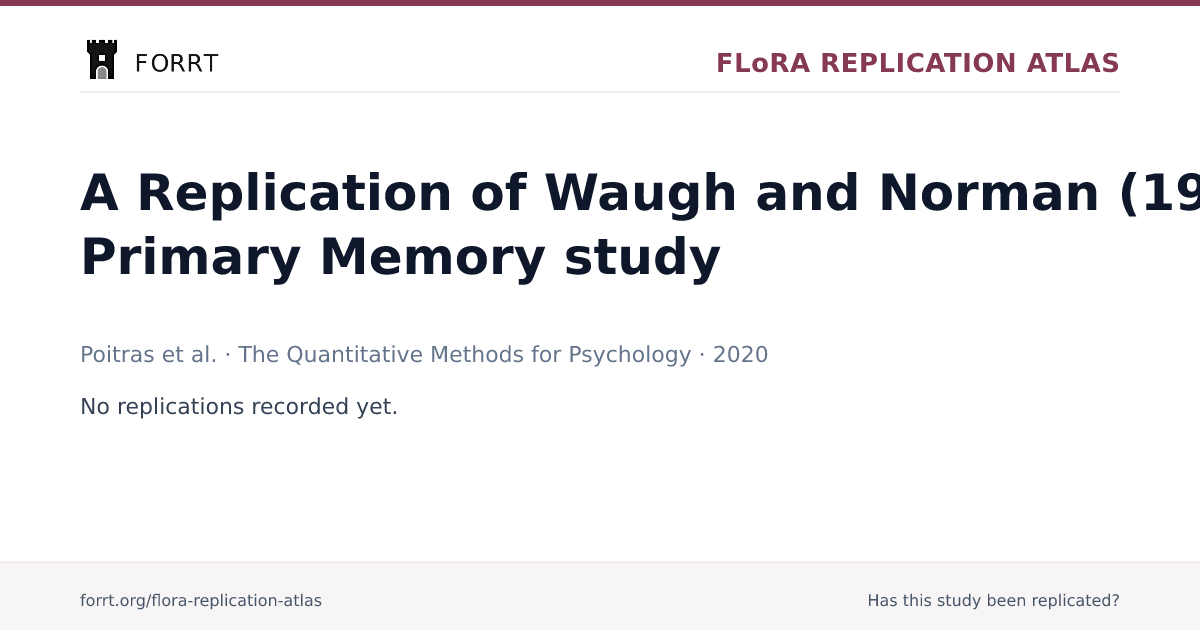 FORRT
FLoRA REPLICATION ATLAS
A Replication of Waugh and Norman (19
Primary Memory study
Poitras et al. · The Quantitative Methods for Psychology · 2020
No replications recorded yet.
forrt.org/flora-replication-atlas
Has this study been replicated?